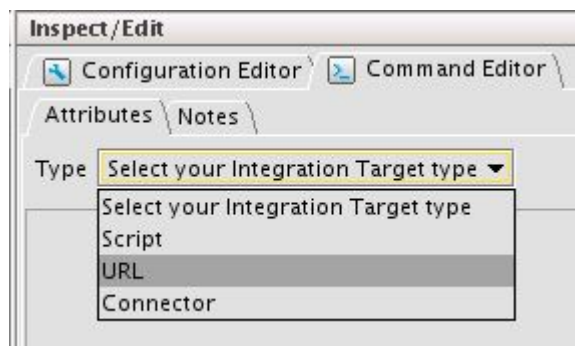 Inspect/Edit
Configuration Editor Command Editor
Attributes Notes
Type Select your Integration Target type
Select your Integration Target type
Script
URL
Connector